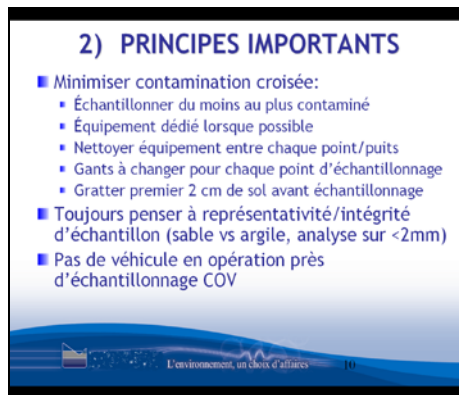 2) PRINCIPES IMPORTANTS
Minimiser contamination croisée:
Échantillonner du moins au plus contaminé
Équipement dédié lorsque possible
Nettoyer équipement entre chaque point/puits
Gants à changer pour chaque point d'échantillonnage
Gratter premier 2 cm de sol avant échantillonnage
Toujours penser à représentativité/intégrité
d'échantillon (sable vs argile, analyse sur <2mm)
Pas de véhicule en opération près
d'échantillonnage COV
L'environnement, un choix d'affaires
10